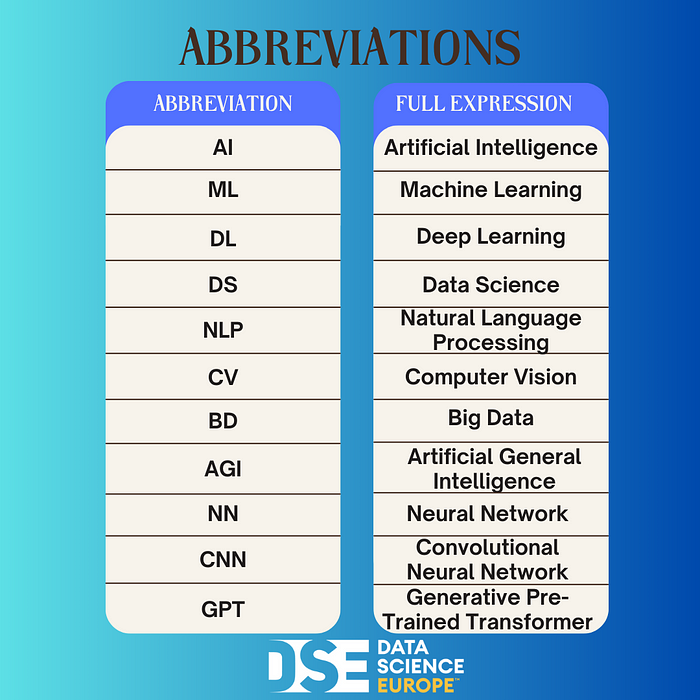 ABBREVIATIONS
ABBREVIATION FULL EXPRESSION
AI Artificial Intelligence
ML Machine Learning
DL Deep Learning
DS Data Science
NLP Natural Language
Processing
CV Computer Vision
BD Big Data
AGI Artificial General
Intelligence
NN Neural Network
CNN Convolutional
Neural Network
GPT Generative Pre-
Trained Transformer
DSE DATA
SCIENCE
EUROPE™